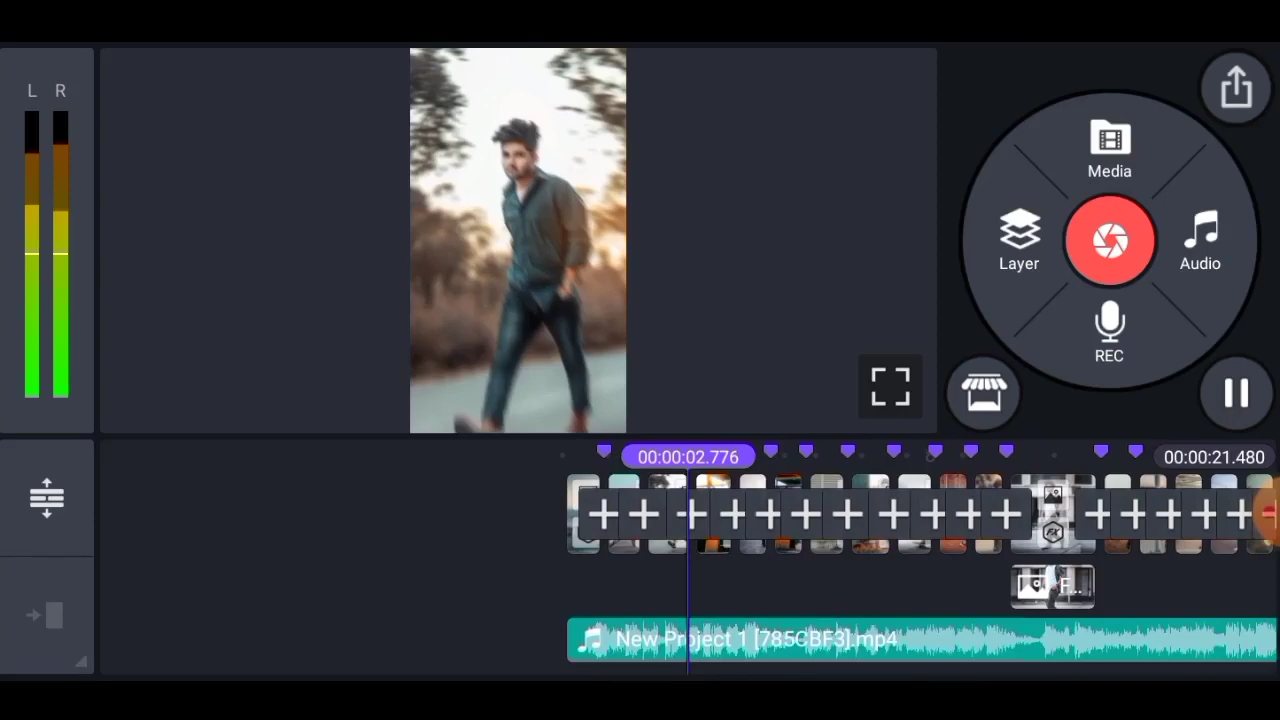 L R
Media
Layer
Audio
REC
00:00:02.776
00:00:21.480
F...
New Project 1 [785CBF3].mp4